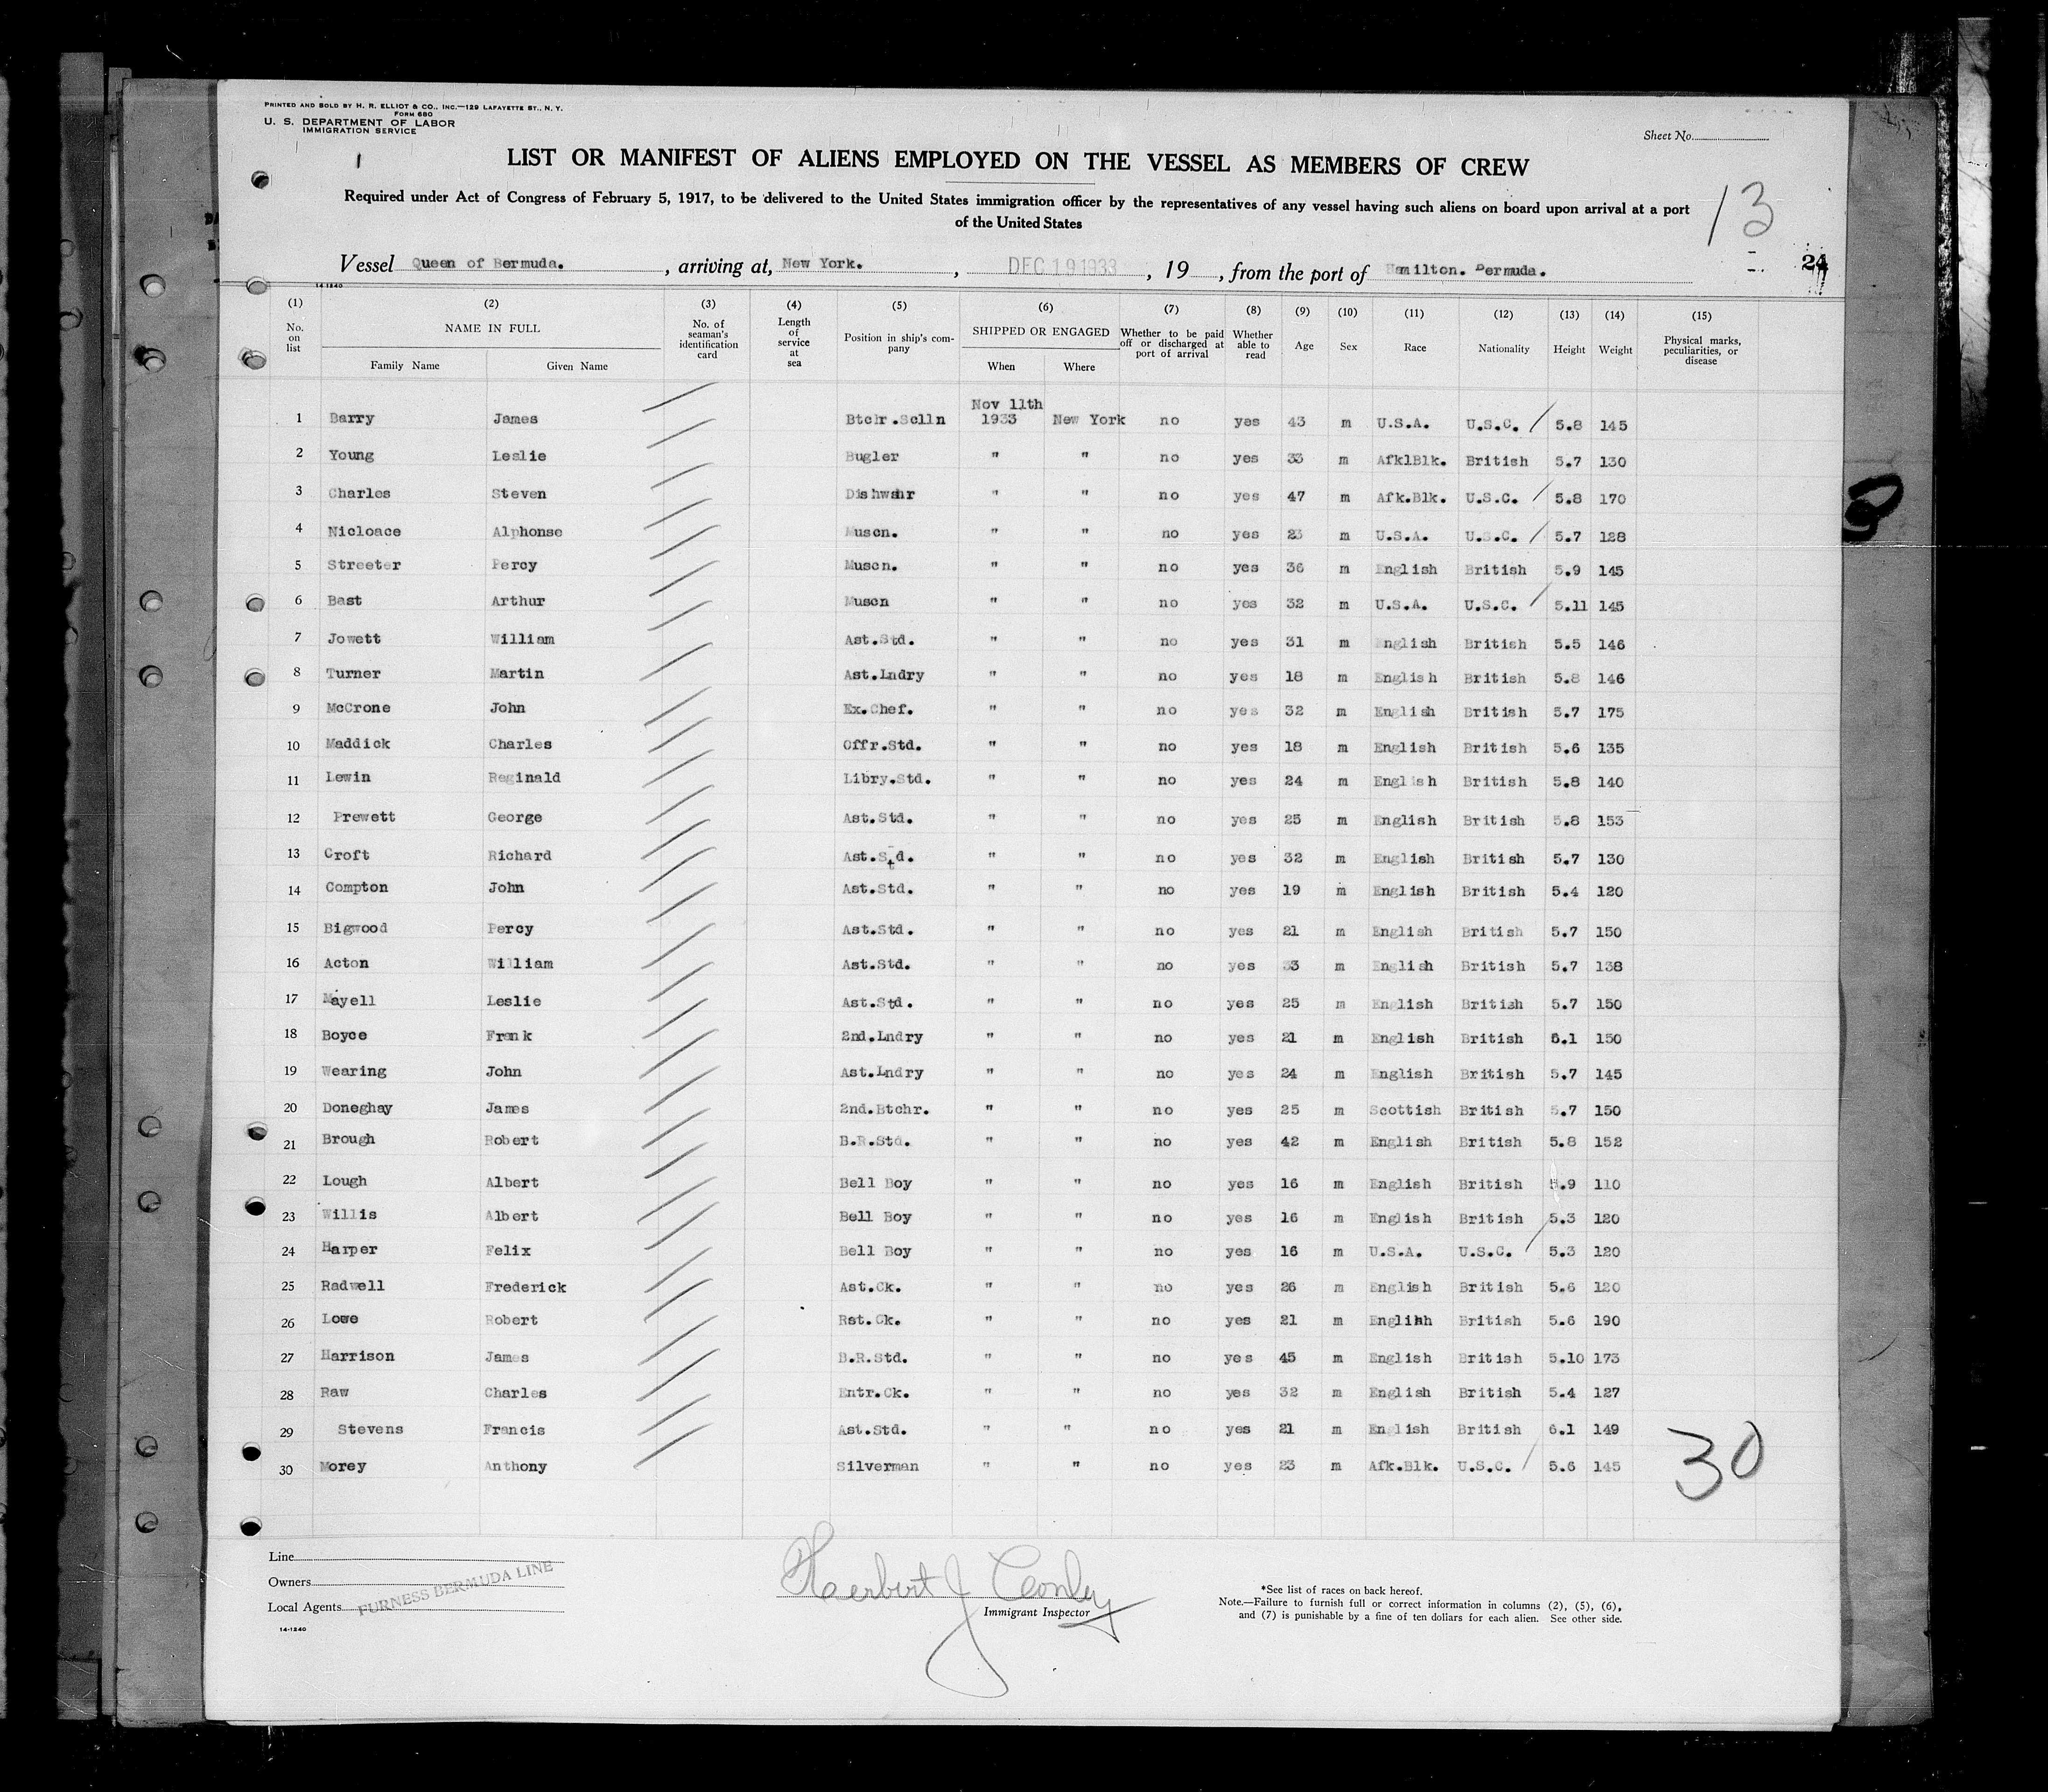 PRINTED AND SOLD BY H. R. ELLIOT & CO., INC.—129 LAFAYETTE ST., N. Y.
FORM 680
U. S. DEPARTMENT OF LABOR
IMMIGRATION SERVICE
Sheet No.
LIST OR MANIFEST OF ALIENS EMPLOYED ON THE VESSEL AS MEMBERS OF CREW
Required under Act of Congress of February 5, 1917, to be delivered to the United States immigration officer by the representatives of any vessel having such aliens on board upon arrival at a port
of the United States
13
Vessel Queen of Bermuda. , arriving at, New York. , DEC 19 1933 , 19 , from the port of Hamilton. Bermuda.
24
14-1240
(1) (2) (3) (4) (5) (6) (7) (8) (9) (10) (11) (12) (13) (14) (15)
No. on list NAME IN FULL Family Name Given Name No. of seaman's identification card Length of service at sea Position in ship's company SHIPPED OR ENGAGED When Where Whether to be paid off or discharged at port of arrival Whether able to read Age Sex Race Nationality Height Weight Physical marks, peculiarities, or disease
1 Barry James Btchr.Sclln Nov 11th 1933 New York no yes 43 m U.S.A. U.S.C. / 5.8 145
2 Young Leslie Bugler " " no yes 33 m AfklBlk. British 5.7 130
3 Charles Steven Dishwshr " " no yes 47 m Afk.Blk. U.S.C. / 5.8 170
4 Nicloace Alphonse Muscn. " " no yes 23 m U.S.A. U.S.C. / 5.7 128
5 Streeter Percy Muscn. " " no yes 36 m English British 5.9 145
6 Bast Arthur Muscn " " no yes 32 m U.S.A. U.S.C. / 5.11 145
7 Jowett William Ast.Std. " " no yes 31 m English British 5.5 146
8 Turner Martin Ast.Lndry " " no yes 18 m English British 5.8 146
9 McCrone John Ex.Chef. " " no yes 32 m English British 5.7 175
10 Maddick Charles Offr.Std. " " no yes 18 m English British 5.6 135
11 Lewin Reginald Libry.Std. " " no yes 24 m English British 5.8 140
12 Prewett George Ast.Std. " " no yes 25 m English British 5.8 153
13 Croft Richard Ast.Std. " " no yes 32 m English British 5.7 130
14 Compton John Ast.Std. " " no yes 19 m English British 5.4 120
15 Bigwood Percy Ast.Std. " " no yes 21 m English British 5.7 150
16 Acton William Ast.Std. " " no yes 33 m English British 5.7 138
17 Mayell Leslie Ast.Std. " " no yes 25 m English British 5.7 150
18 Boyce Frank 2nd.Lndry " " no yes 21 m English British 6.1 150
19 Wearing John Ast.Lndry " " no yes 24 m English British 5.7 145
20 Doneghay James 2nd.Btchr. " " no yes 25 m Scottish British 5.7 150
21 Brough Robert B.R.Std. " " no yes 42 m English British 5.8 152
22 Lough Albert Bell Boy " " no yes 16 m English British 5.9 110
23 Willis Albert Bell Boy " " no yes 16 m English British 5.3 120
24 Harper Felix Bell Boy " " no yes 16 m U.S.A. U.S.C. / 5.3 120
25 Radwell Frederick Ast.Ck. " " no yes 26 m English British 5.6 120
26 Lowe Robert Rst.Ck. " " no yes 21 m Englihh British 5.6 190
27 Harrison James B.R.Std. " " no yes 45 m English British 5.10 173
28 Raw Charles Entr.Ck. " " no yes 32 m English British 5.4 127
29 Stevens Francis Ast.Std. " " no yes 21 m English British 6.1 149
30 Morey Anthony Silverman " " no yes 23 m Afk.Blk. U.S.C. / 5.6 145
30
Line
Owners
Local Agents FURNESS BERMUDA LINE
14-1240
Herbert J Conley
Immigrant Inspector
*See list of races on back hereof.
Note.—Failure to furnish full or correct information in columns (2), (5), (6),
and (7) is punishable by a fine of ten dollars for each alien. See other side.